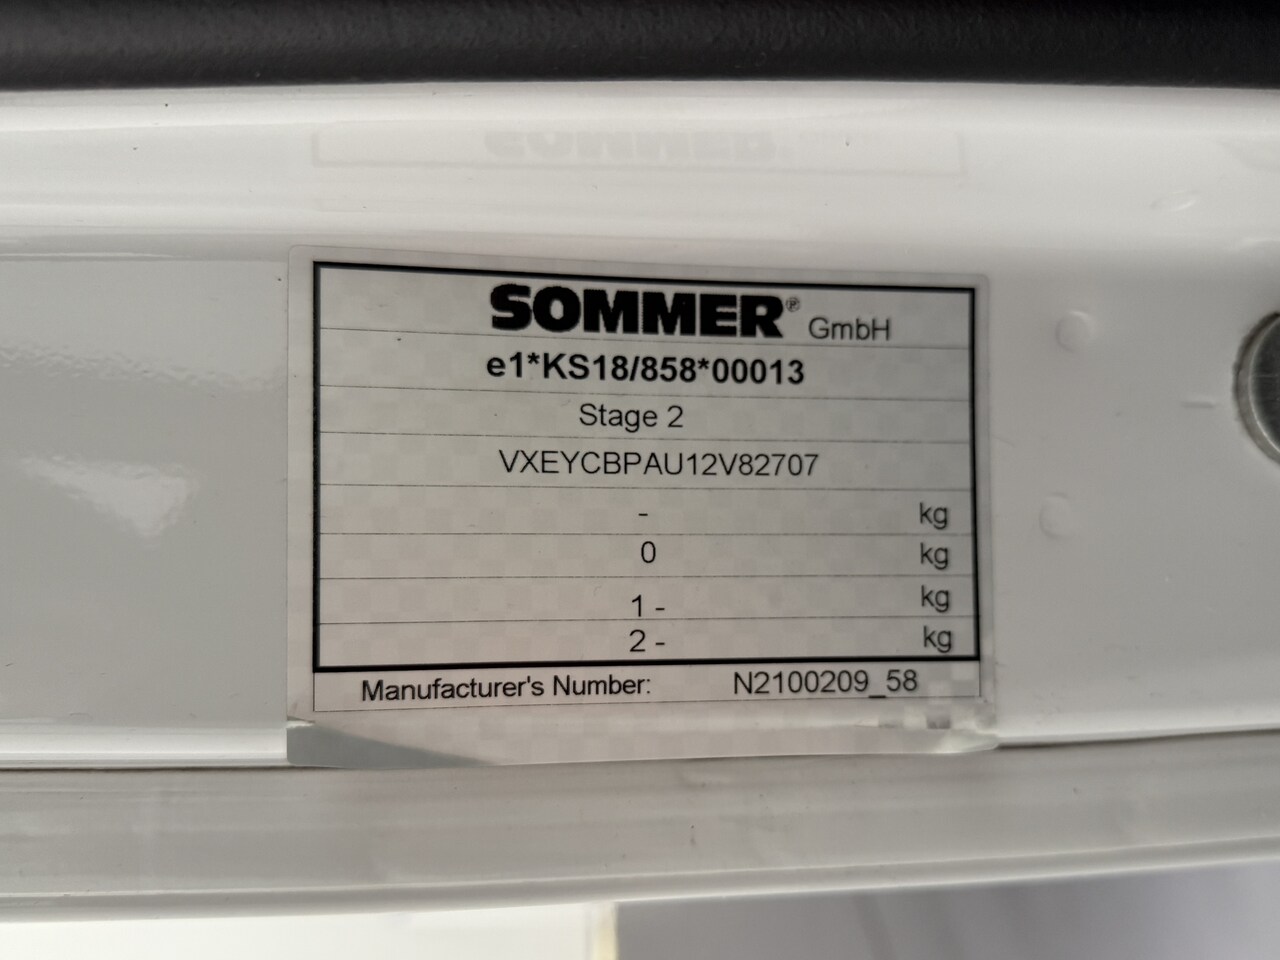 SOMMER® GmbH
e1*KS18/858*00013
Stage 2
VXEYCBPAU12V82707
- kg
0 kg
1 - kg
2 - kg
Manufacturer's Number: N2100209_58